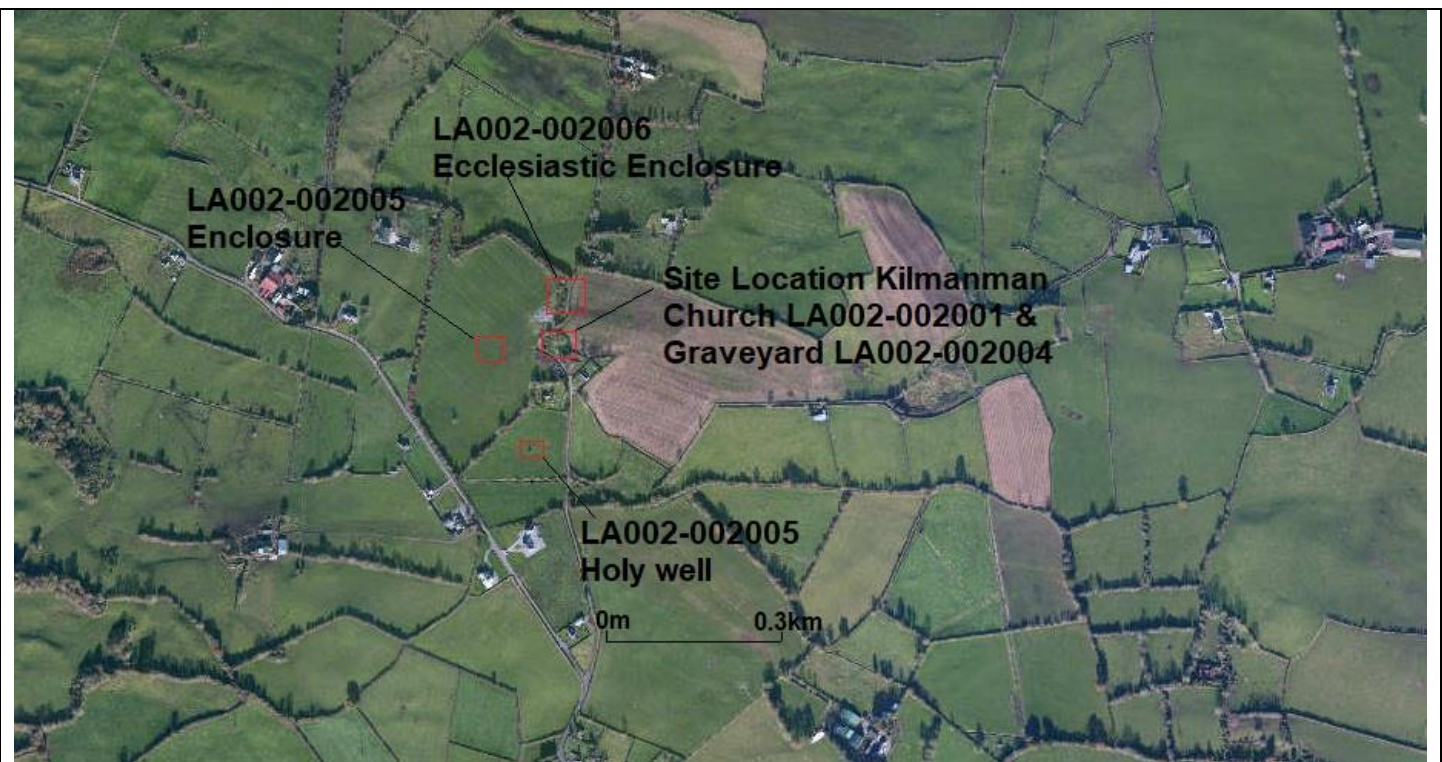 LA002-002006
Ecclesiastic Enclosure
LA002-002005
Enclosure
Site Location Kilmanman
Church LA002-002001 &
Graveyard LA002-002004
LA002-002005
Holy well
0m 0.3km